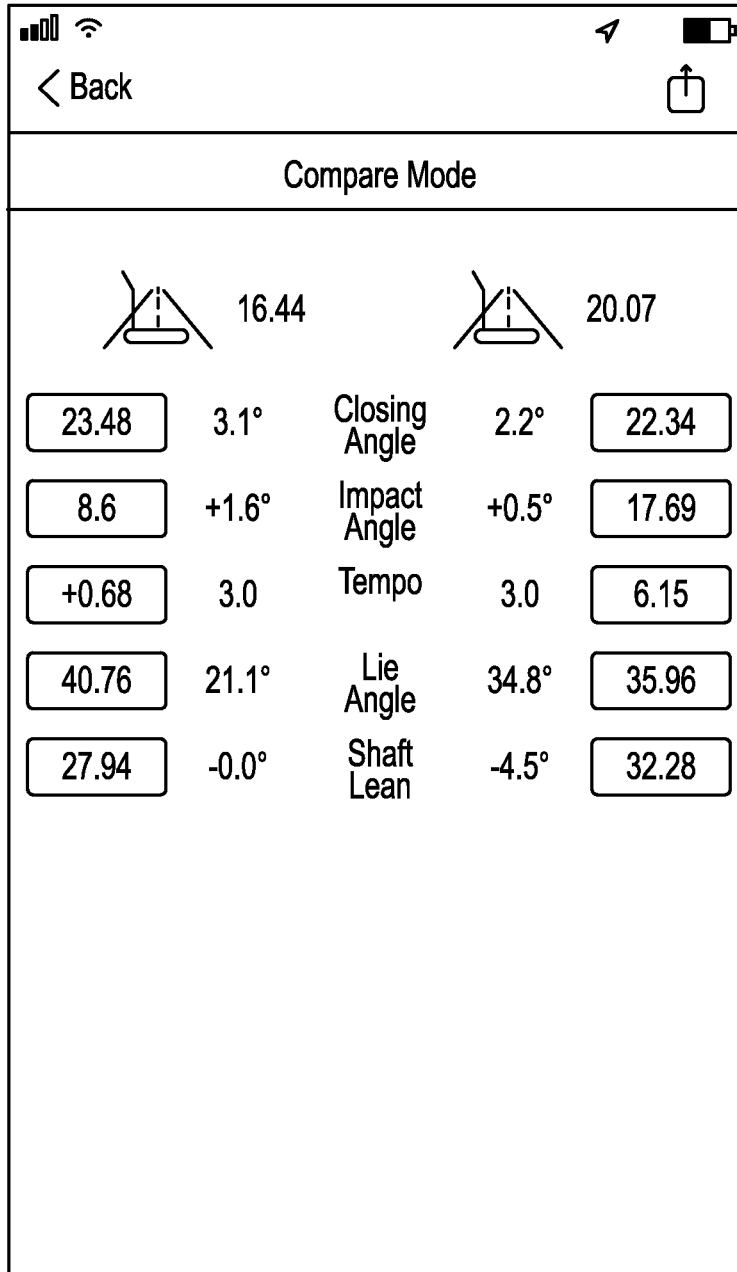 Back
Compare Mode
16.44 20.07
23.48 3.1° Closing Angle 2.2° 22.34
8.6 +1.6° Impact Angle +0.5° 17.69
+0.68 3.0 Tempo 3.0 6.15
40.76 21.1° Lie Angle 34.8° 35.96
27.94 -0.0° Shaft Lean -4.5° 32.28